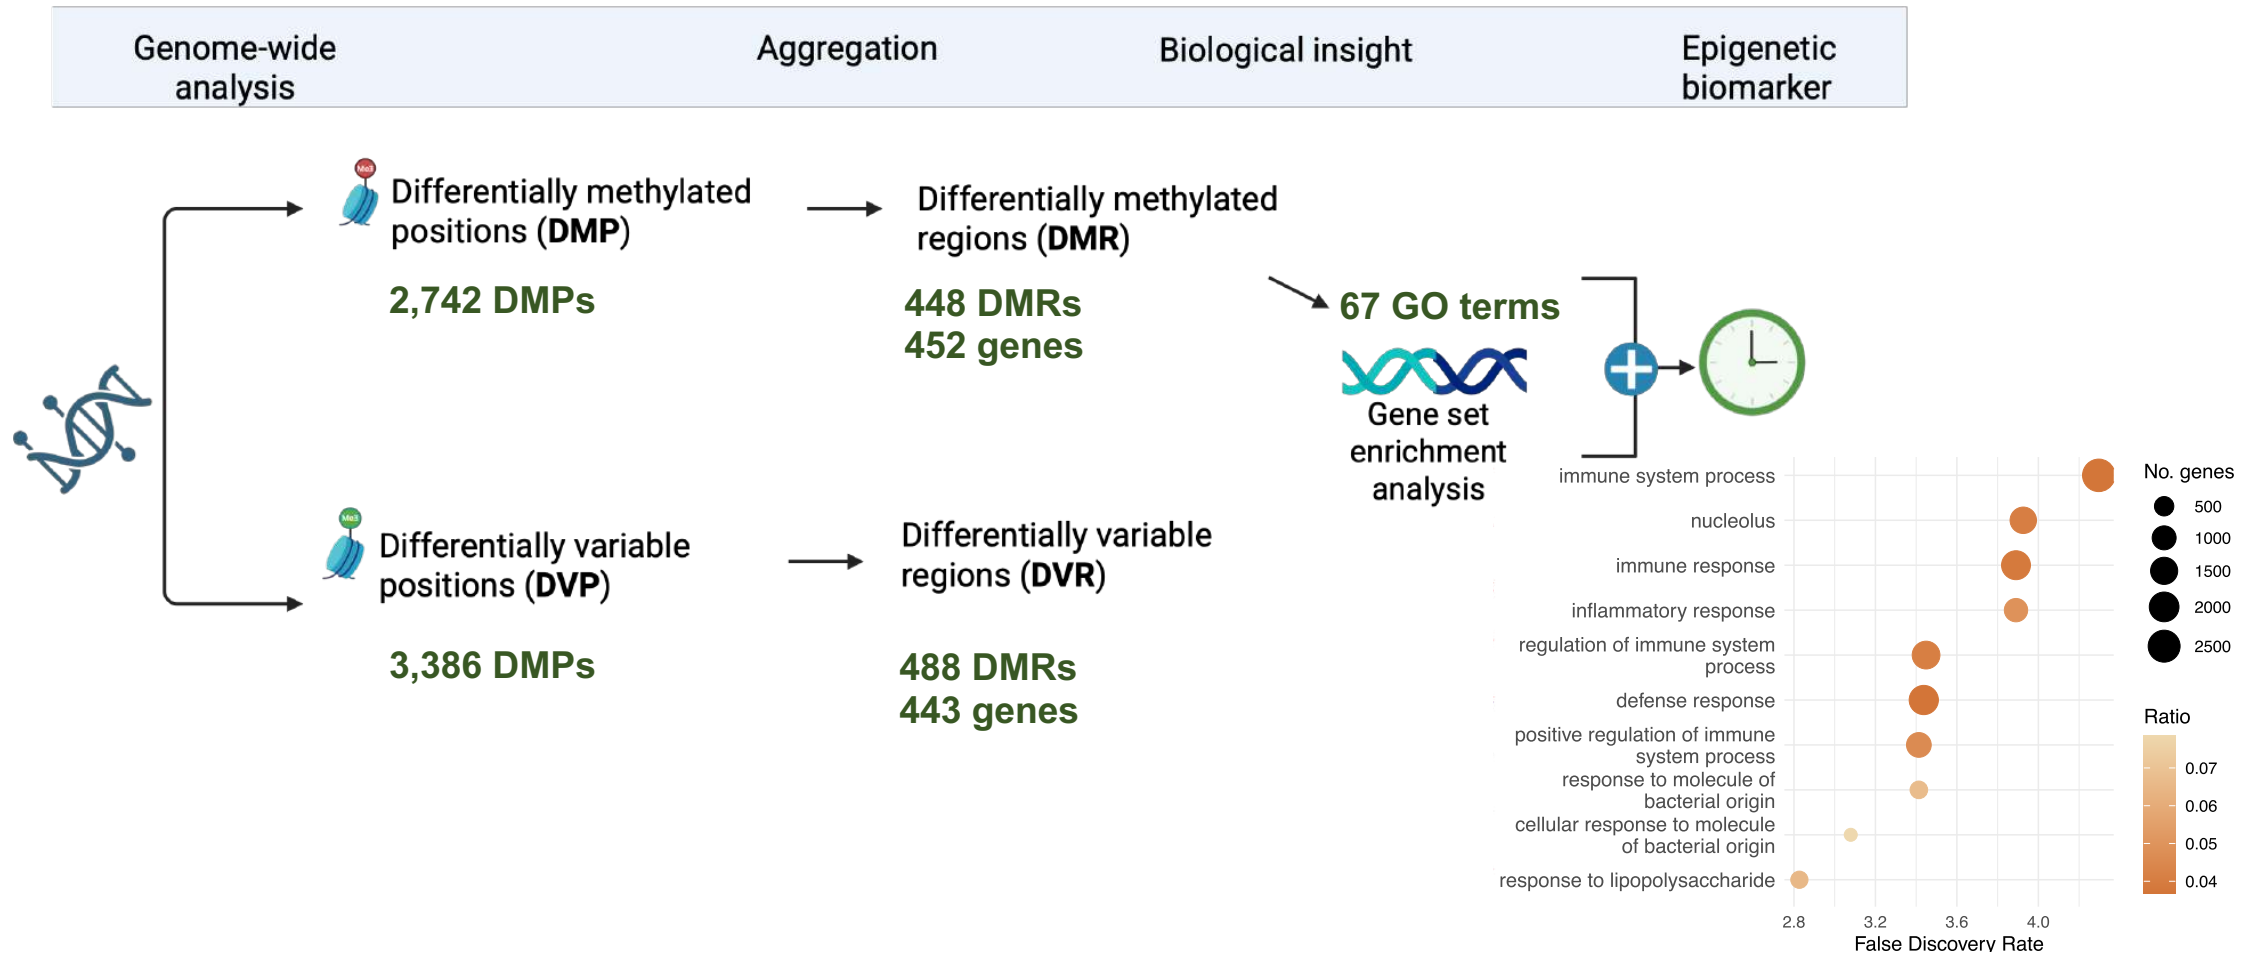 Genome-wide
analysis
Aggregation
Biological insight
Epigenetic
biomarker
Me3
Differentially methylated
positions (DMP)
2,742 DMPs
Differentially methylated
regions (DMR)
448 DMRs
452 genes
67 GO terms
Gene set
enrichment
analysis
Me3
Differentially variable
positions (DVP)
3,386 DMPs
Differentially variable
regions (DVR)
488 DMRs
443 genes
immune system process
nucleolus
immune response
inflammatory response
regulation of immune system
process
defense response
positive regulation of immune
system process
response to molecule of
bacterial origin
cellular response to molecule
of bacterial origin
response to lipopolysaccharide
2.8 3.2 3.6 4.0
False Discovery Rate
No. genes
500
1000
1500
2000
2500
Ratio
0.07
0.06
0.05
0.04